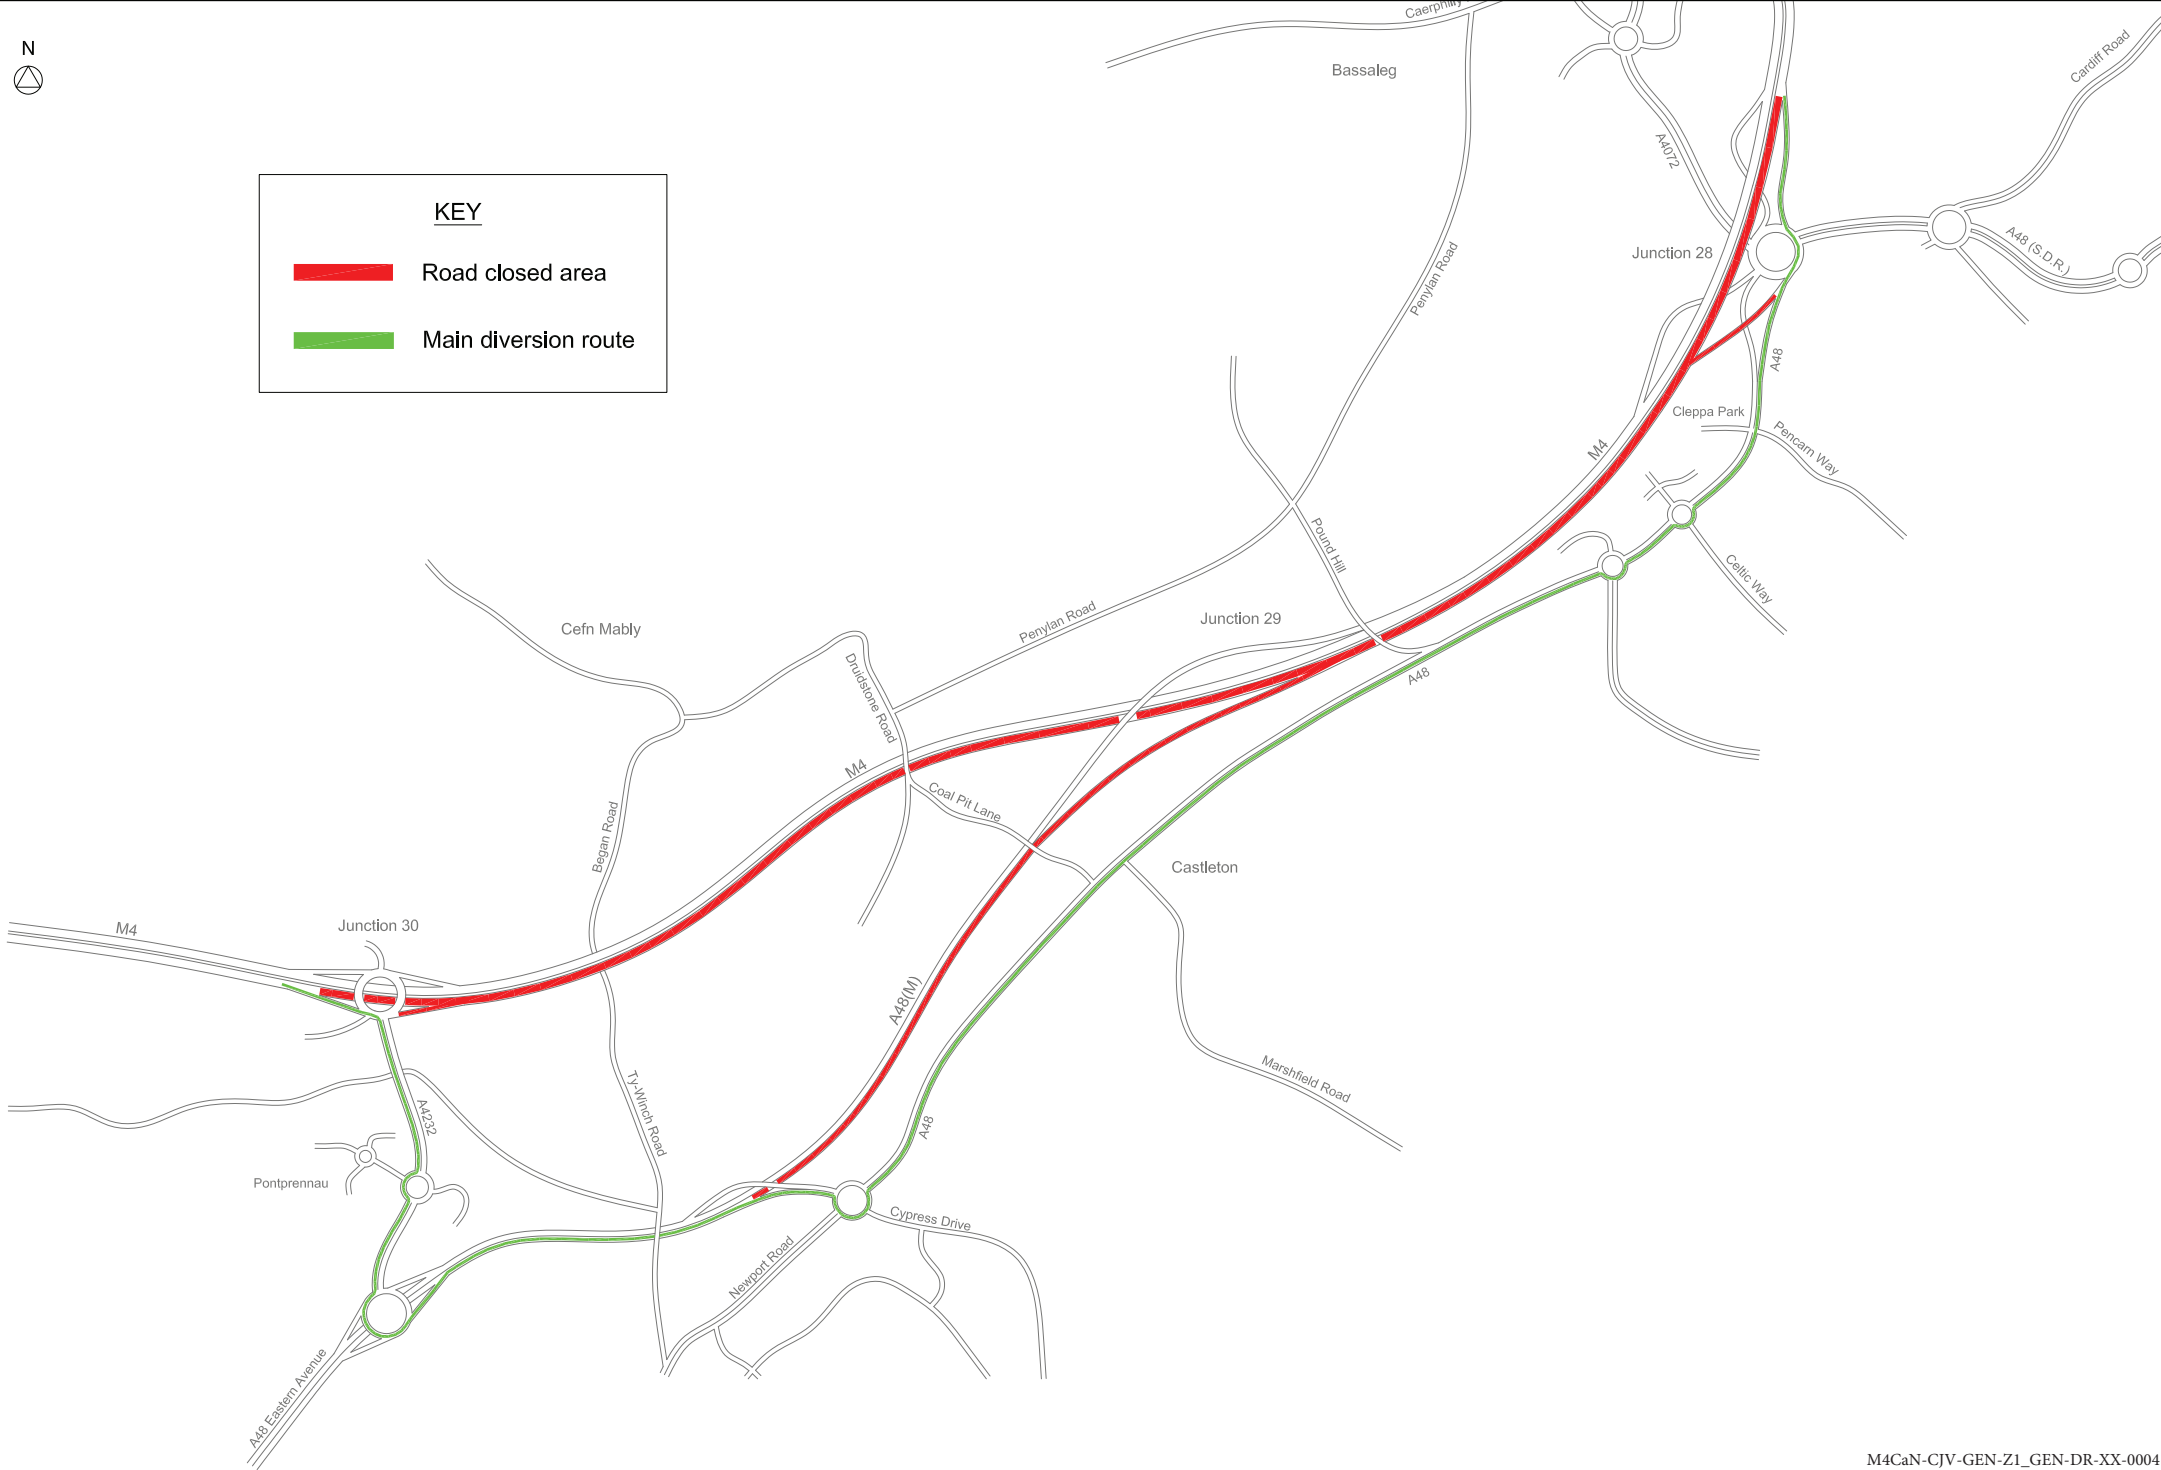 N
KEY
Road closed area
Main diversion route
Caerphilly
Bassaleg
Cardiff Road
A4072
Junction 28
A48 (S.D.R.)
Penylan Road
A48
Cleppa Park
Pencarn Way
M4
Pound Hill
Celtic Way
Cefn Mably
Penylan Road
Junction 29
Druidstone Road
A48
M4
Coal Pit Lane
Began Road
Castleton
M4
Junction 30
A48(M)
Marshfield Road
Ty-Winch Road
A4232
A48
Pontprennau
Cypress Drive
Newport Road
A48 Eastern Avenue
M4CaN-CJV-GEN-Z1_GEN-DR-XX-0004